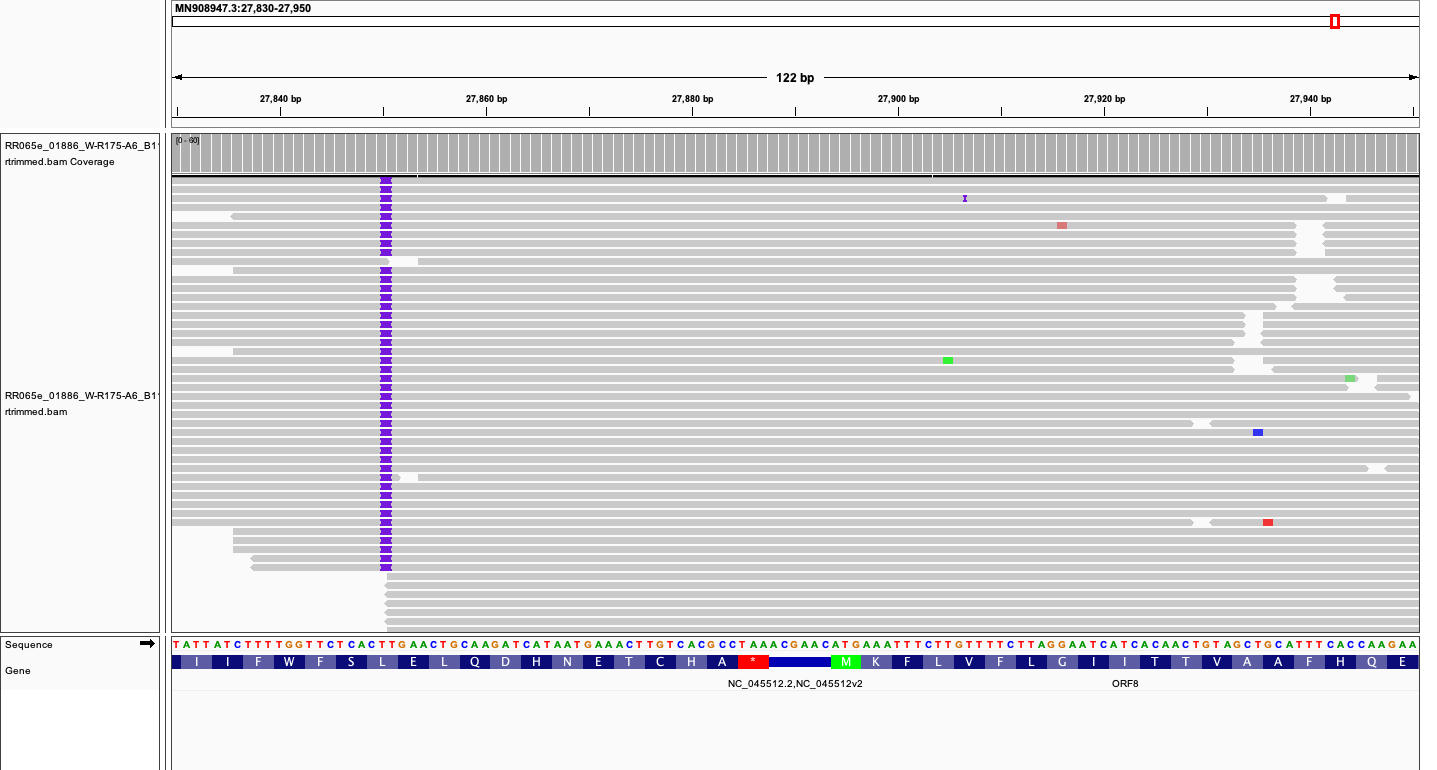 MN908947.3:27,830-27,950
122 bp
27,840 bp 27,860 bp 27,880 bp 27,900 bp 27,920 bp 27,940 bp
RR065e_01886_W-R175-A6_B1
rtrimmed.bam Coverage
[0 - 60]
RR065e_01886_W-R175-A6_B1
rtrimmed.bam
Sequence
T A T T A T C T T T T G G T T C T C A C T T G A A C T G C A A G A T C A T A A T G A A A C T T G T C A C G C C T A A A C G A A C A T G A A A T T T C T T G T T T T C T T A G G A A T C A T C A C A A C T G T A G C T G C A T T T C A C C A A G A A
Gene
I I F W F S L E L Q D H N E T C H A * M K F L V F L G I I T T V A A F H Q E
NC_045512.2,NC_045512v2 ORF8